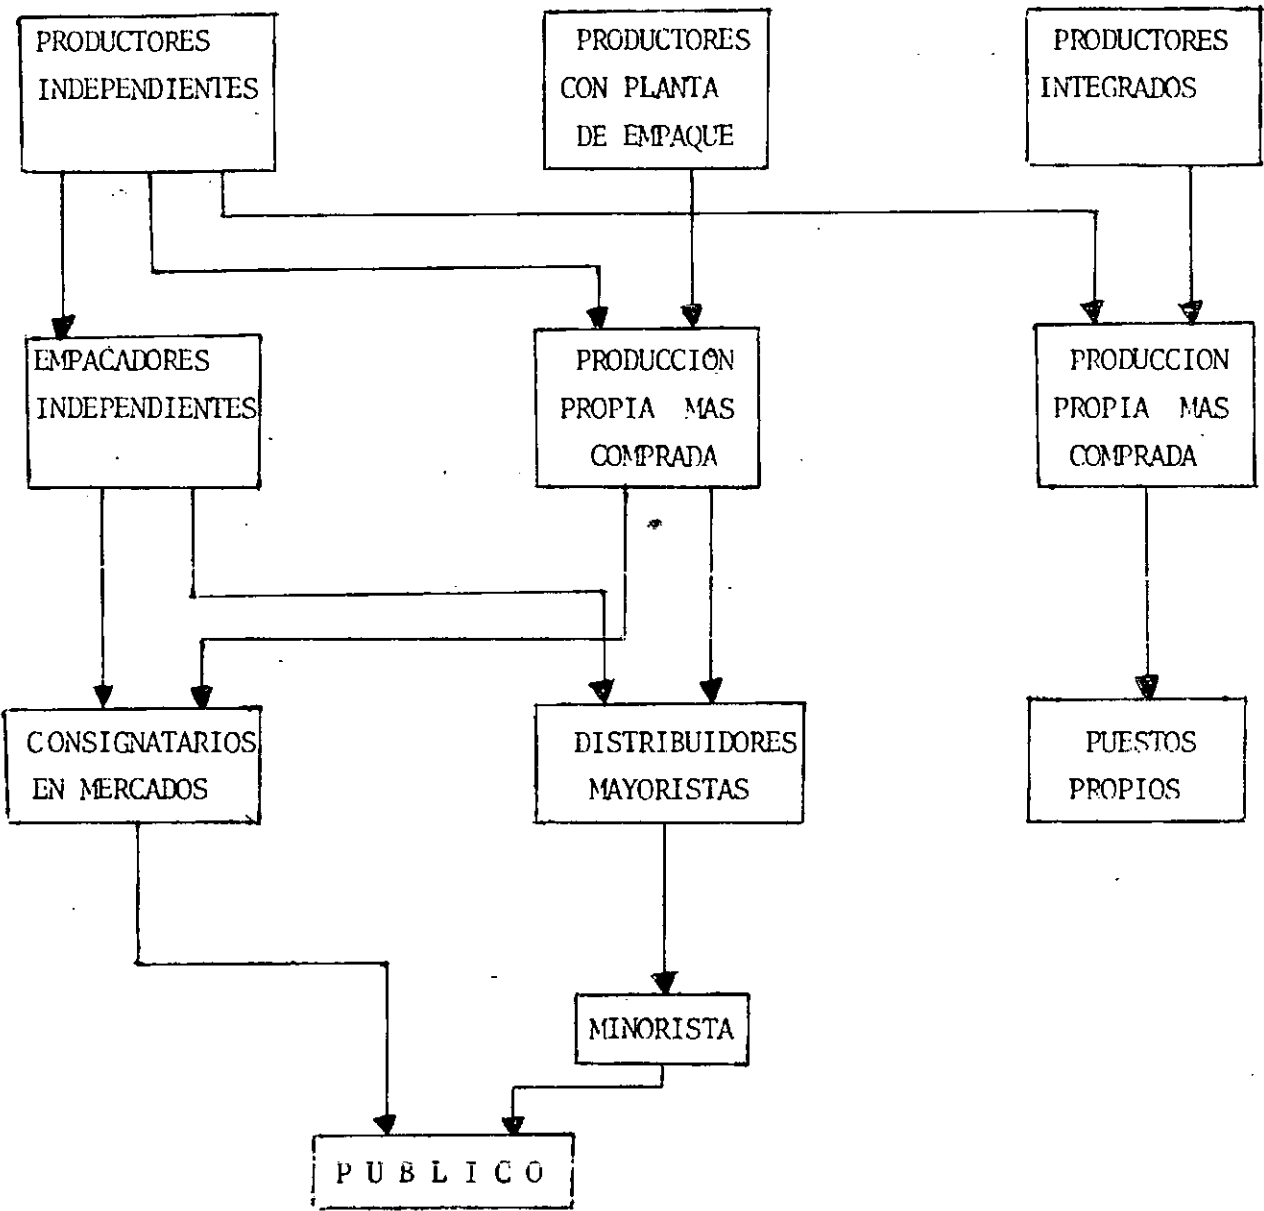 PRODUCTORES
INDEPENDIENTES
PRODUCTORES
CON PLANTA
DE EMPAQUE
PRODUCTORES
INTEGRADOS
EMPACADORES
INDEPENDIENTES
PRODUCCION
PROPIA MAS
COMPRADA
PRODUCCION
PROPIA MAS
COMPRADA
CONSIGNATARIOS
EN MERCADOS
DISTRIBUIDORES
MAYORISTAS
PUESTOS
PROPIOS
MINORISTA
P U B L I C O